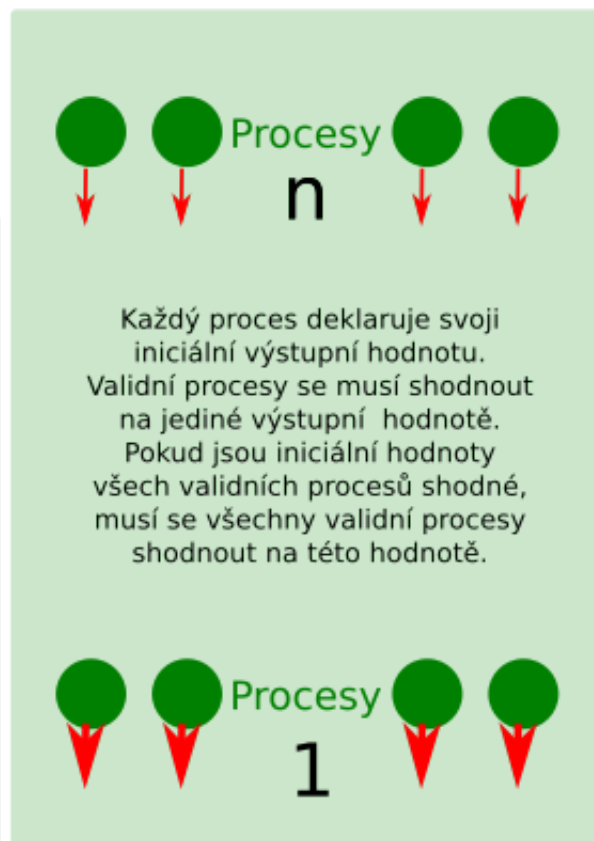 Procesy
n
Každý proces deklaruje svoji
iniciální výstupní hodnotu.
Validní procesy se musí shodnout
na jediné výstupní hodnotě.
Pokud jsou iniciální hodnoty
všech validních procesů shodné,
musí se všechny validní procesy
shodnout na této hodnotě.
Procesy
1